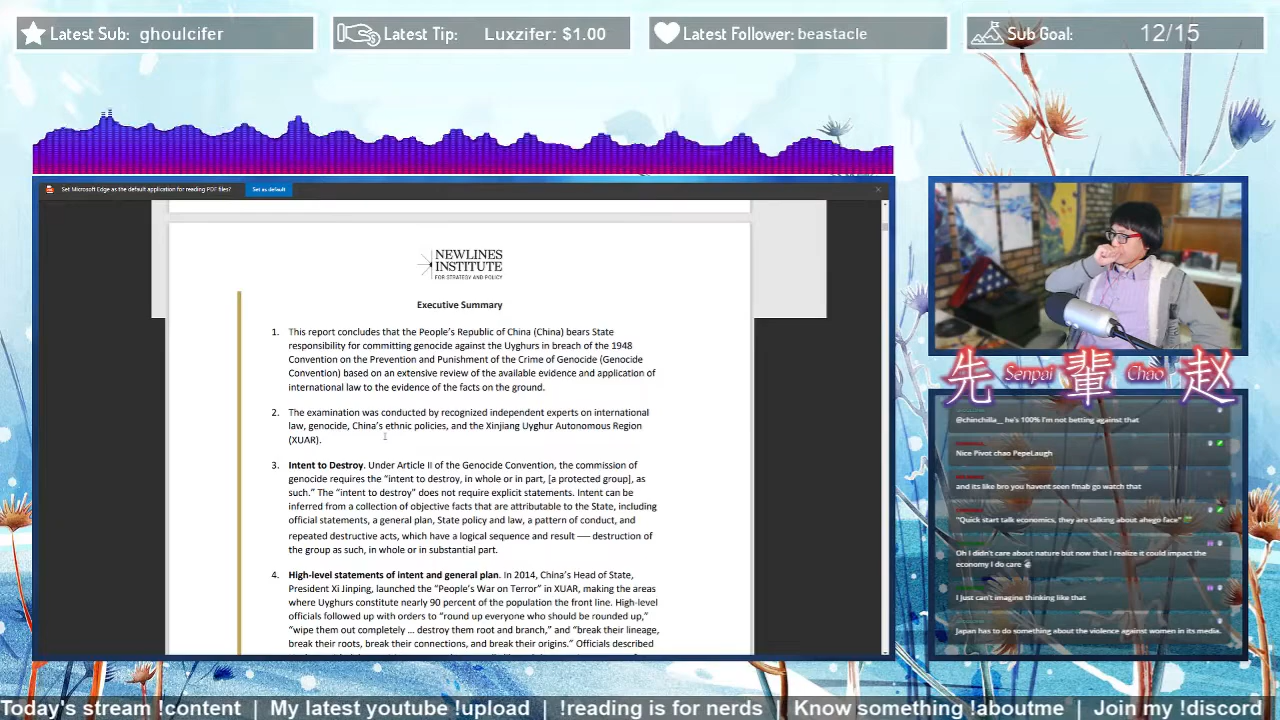 Latest Sub: ghoulcifer
Latest Tip: Luxzifer: $1.00
Latest Follower: beastacle
Sub Goal: 12/15
Set Microsoft Edge as the default application for reading PDF files? Set as default
NEWLINES
INSTITUTE
FOR STRATEGY AND POLICY
Executive Summary
1. This report concludes that the People's Republic of China (China) bears State
responsibility for committing genocide against the Uyghurs in breach of the 1948
Convention on the Prevention and Punishment of the Crime of Genocide (Genocide
Convention) based on an extensive review of the available evidence and application of
international law to the evidence of the facts on the ground.
2. The examination was conducted by recognized independent experts on international
law, genocide, China's ethnic policies, and the Xinjiang Uyghur Autonomous Region
(XUAR).
3. Intent to Destroy. Under Article II of the Genocide Convention, the commission of
genocide requires the “intent to destroy, in whole or in part, [a protected group], as
such.” The “intent to destroy” does not require explicit statements. Intent can be
inferred from a collection of objective facts that are attributable to the State, including
official statements, a general plan, State policy and law, a pattern of conduct, and
repeated destructive acts, which have a logical sequence and result — destruction of
the group as such, in whole or in substantial part.
4. High-level statements of intent and general plan. In 2014, China's Head of State,
President Xi Jinping, launched the “People's War on Terror” in XUAR, making the areas
where Uyghurs constitute nearly 90 percent of the population the front line. High-level
officials followed up with orders to “round up everyone who should be rounded up,”
“wipe them out completely … destroy them root and branch,” and “break their lineage,
break their roots, break their connections, and break their origins.” Officials described
先 Senpai 輩 Chao 赵
@chinchilla__ he's 100% I'm not betting against that
Nice Pivot chao PepeLaugh
and its like bro you havent seen fmab go watch that
"Quick start talk economics, they are talking about ahego face"
Oh I didn't care about nature but now that I realize it could impact the
economy I do care
I just can't imagine thinking like that
Japan has to do something about the violence against women in its media.
Today's stream !content | My latest youtube !upload | !reading is for nerds | Know something !aboutme | Join my !discord